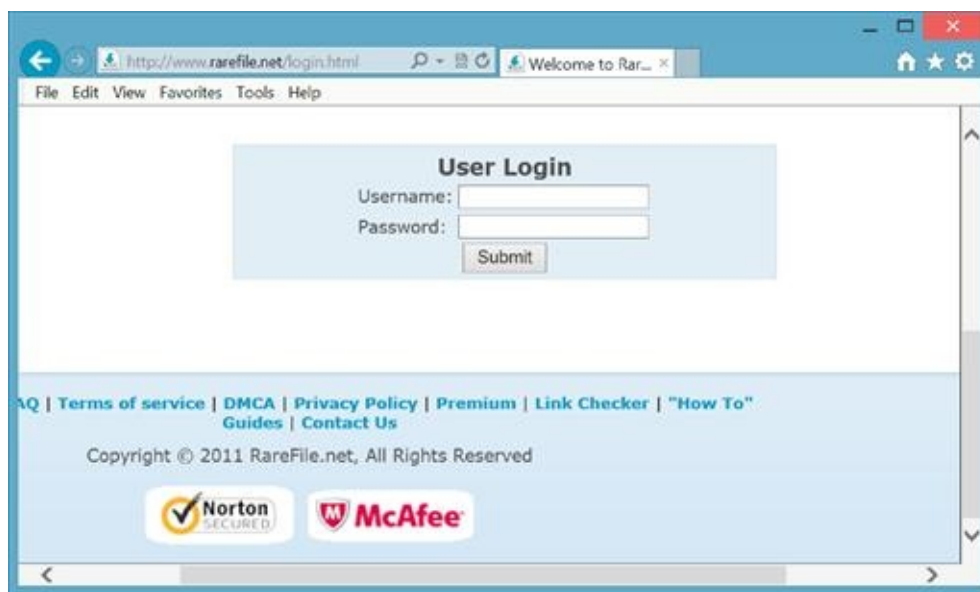 http://www.rarefile.net/login.html
Welcome to Rar... ×
File Edit View Favorites Tools Help
User Login
Username:
Password:
Submit
AQ | Terms of service | DMCA | Privacy Policy | Premium | Link Checker | "How To"
Guides | Contact Us
Copyright © 2011 RareFile.net, All Rights Reserved
Norton
SECURED
McAfee